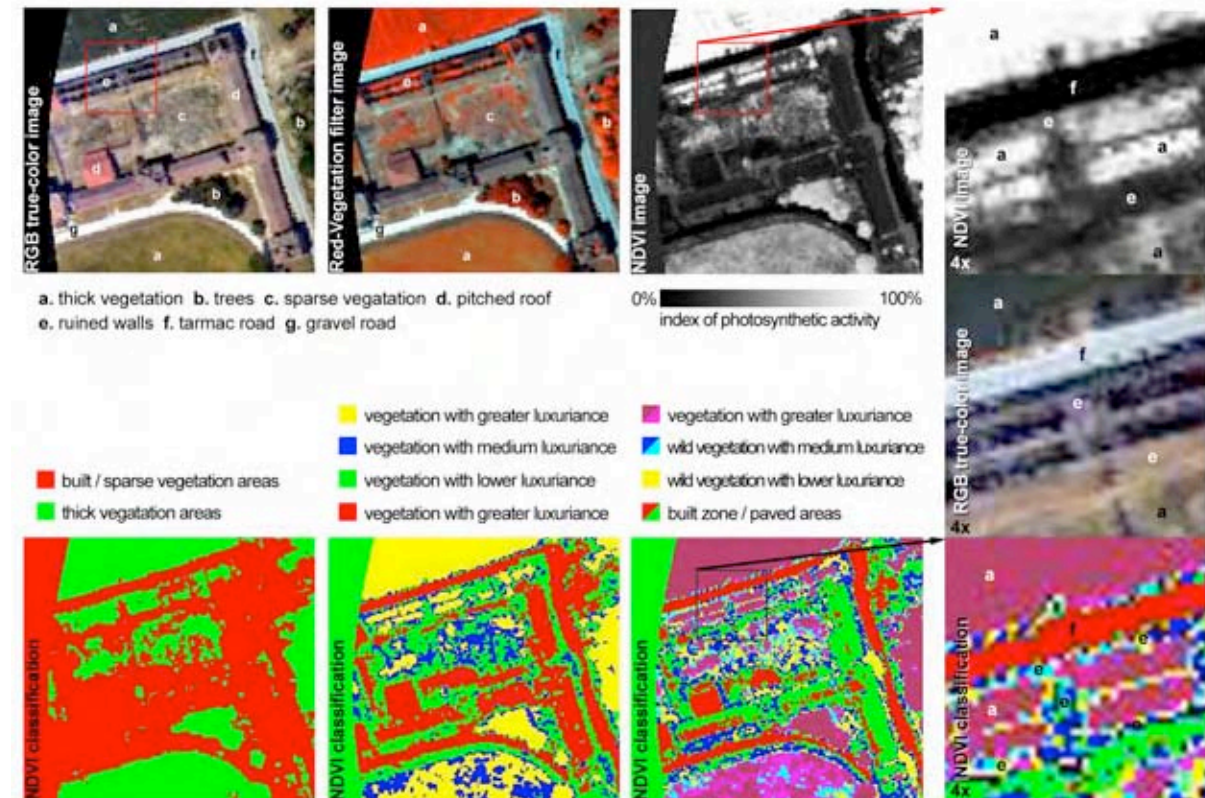 RGB true-color image
a
e
d
c
b
d
b
g
a
Red-Vegetation filter image
a
e
c
b
b
g
a
NDVI image
NDVI image
4x
a
f
e
a
a
e
a
a. thick vegetation b. trees c. sparse vegatation d. pitched roof
e. ruined walls f. tarmac road g. gravel road
0% 100%
index of photosynthetic activity
RGB true-color image
4x
a
f
e
e
a
built / sparse vegetation areas
thick vegatation areas
vegetation with greater luxuriance
vegetation with medium luxuriance
vegetation with lower luxuriance
vegetation with greater luxuriance
vegetation with greater luxuriance
wild vegetation with medium luxuriance
wild vegetation with lower luxuriance
built zone / paved areas
NDVI classification
NDVI classification
NDVI classification
NDVI classification
4x
a
f
e
e
e
a
e
e